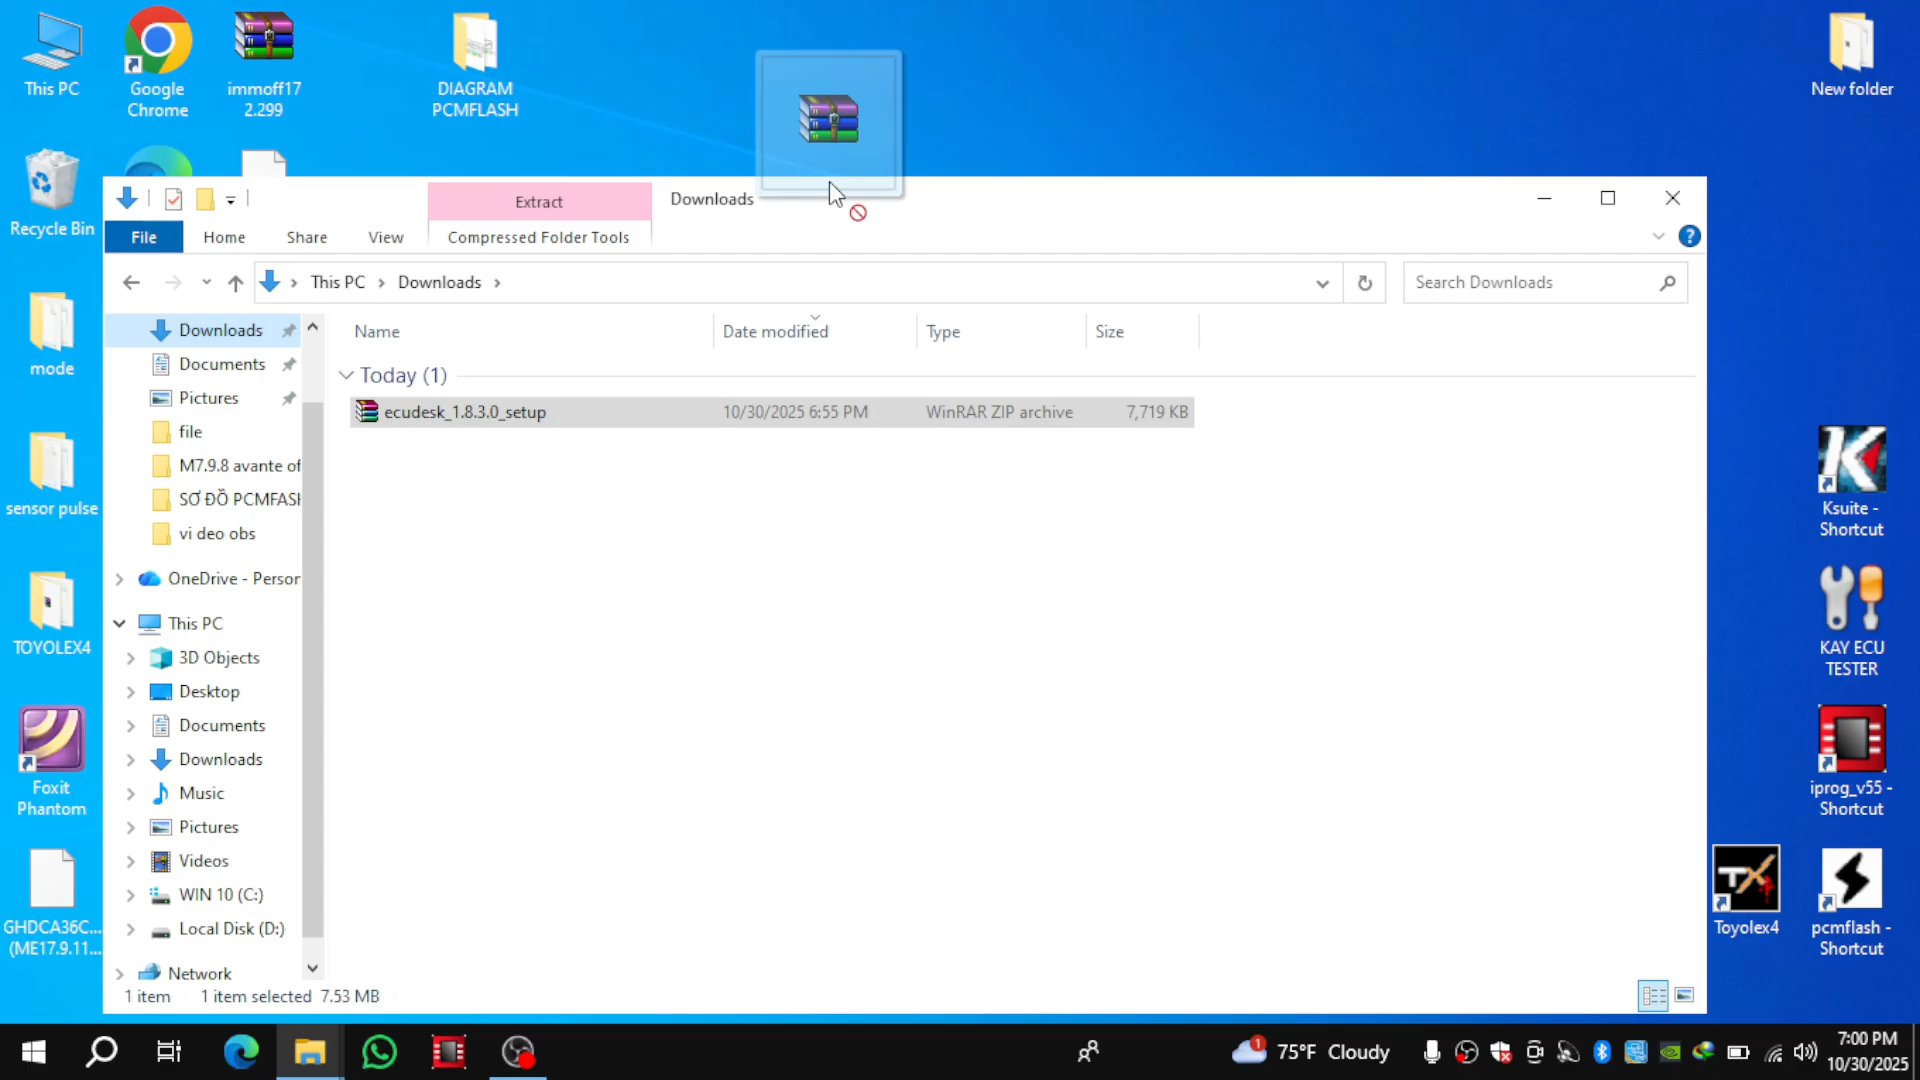 This PC
Google
Chrome
immoff17
2.299
DIAGRAM
PCMFLASH
New folder
Recycle Bin
mode
sensor pulse
TOYOLEX4
Foxit
Phantom
GHDCA36C...
(ME17.9.11...
Extract
Downloads
File
Home
Share
View
Compressed Folder Tools
?
This PC
Downloads
Search Downloads
Name
Date modified
Type
Size
Today (1)
ecudesk_1.8.3.0_setup
10/30/2025 6:55 PM
WinRAR ZIP archive
7,719 KB
Downloads
Documents
Pictures
file
M7.9.8 avante of
SƠ ĐỒ PCMFASH
vi deo obs
OneDrive - Person
This PC
3D Objects
Desktop
Documents
Downloads
Music
Pictures
Videos
WIN 10 (C:)
Local Disk (D:)
Network
1 item
1 item selected
7.53 MB
Ksuite -
Shortcut
KAY ECU
TESTER
iprog_v55 -
Shortcut
TX
Toyolex4
pcmflash -
Shortcut
1
75°F Cloudy
7:00 PM
10/30/2025